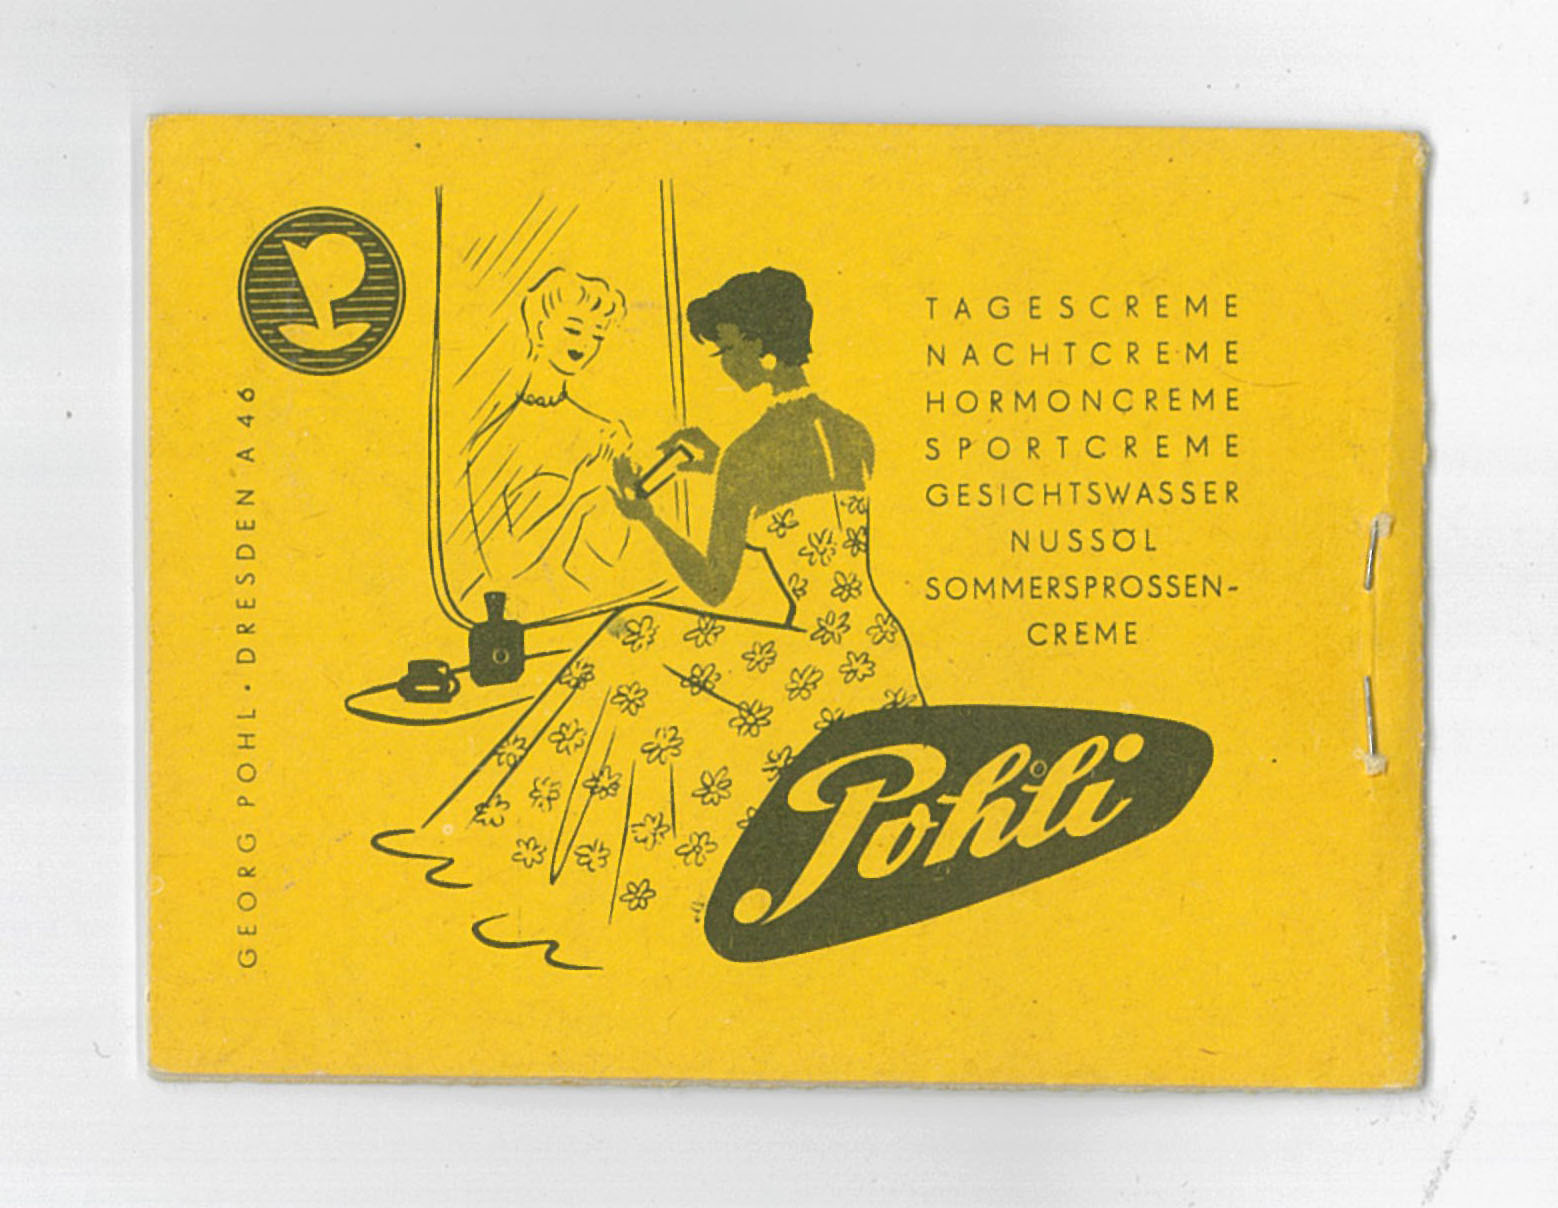 GEORG POHL · DRESDEN A 46
TAGESCREME
NACHTCREME
HORMONCREME
SPORTCREME
GESICHTSWASSER
NUSSÖL
SOMMERSPROSSEN-
CREME
Pohli